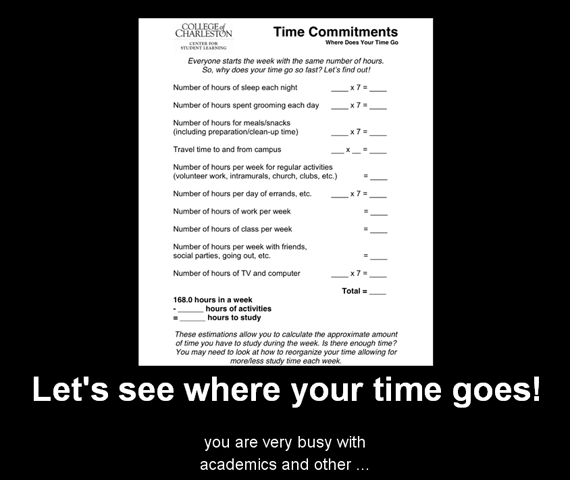 COLLEGE of
CHARLESTON
CENTER FOR
STUDENT LEARNING
Time Commitments
Where Does Your Time Go
Everyone starts the week with the same number of hours.
So, why does your time go so fast? Let's find out!
Number of hours of sleep each night ____ x 7 = ____
Number of hours spent grooming each day ____ x 7 = ____
Number of hours for meals/snacks
(including preparation/clean-up time) ____ x 7 = ____
Travel time to and from campus ___ x __ = ____
Number of hours per week for regular activities
(volunteer work, intramurals, church, clubs, etc.) = ____
Number of hours per day of errands, etc. ____ x 7 = ____
Number of hours of work per week = ____
Number of hours of class per week = ____
Number of hours per week with friends,
social parties, going out, etc. = ____
Number of hours of TV and computer ____ x 7 = ____
Total = ____
168.0 hours in a week
- ______ hours of activities
= ______ hours to study
These estimations allow you to calculate the approximate amount
of time you have to study during the week. Is there enough time?
You may need to look at how to reorganize your time allowing for
more/less study time each week.
Let's see where your time goes!
you are very busy with
academics and other ...